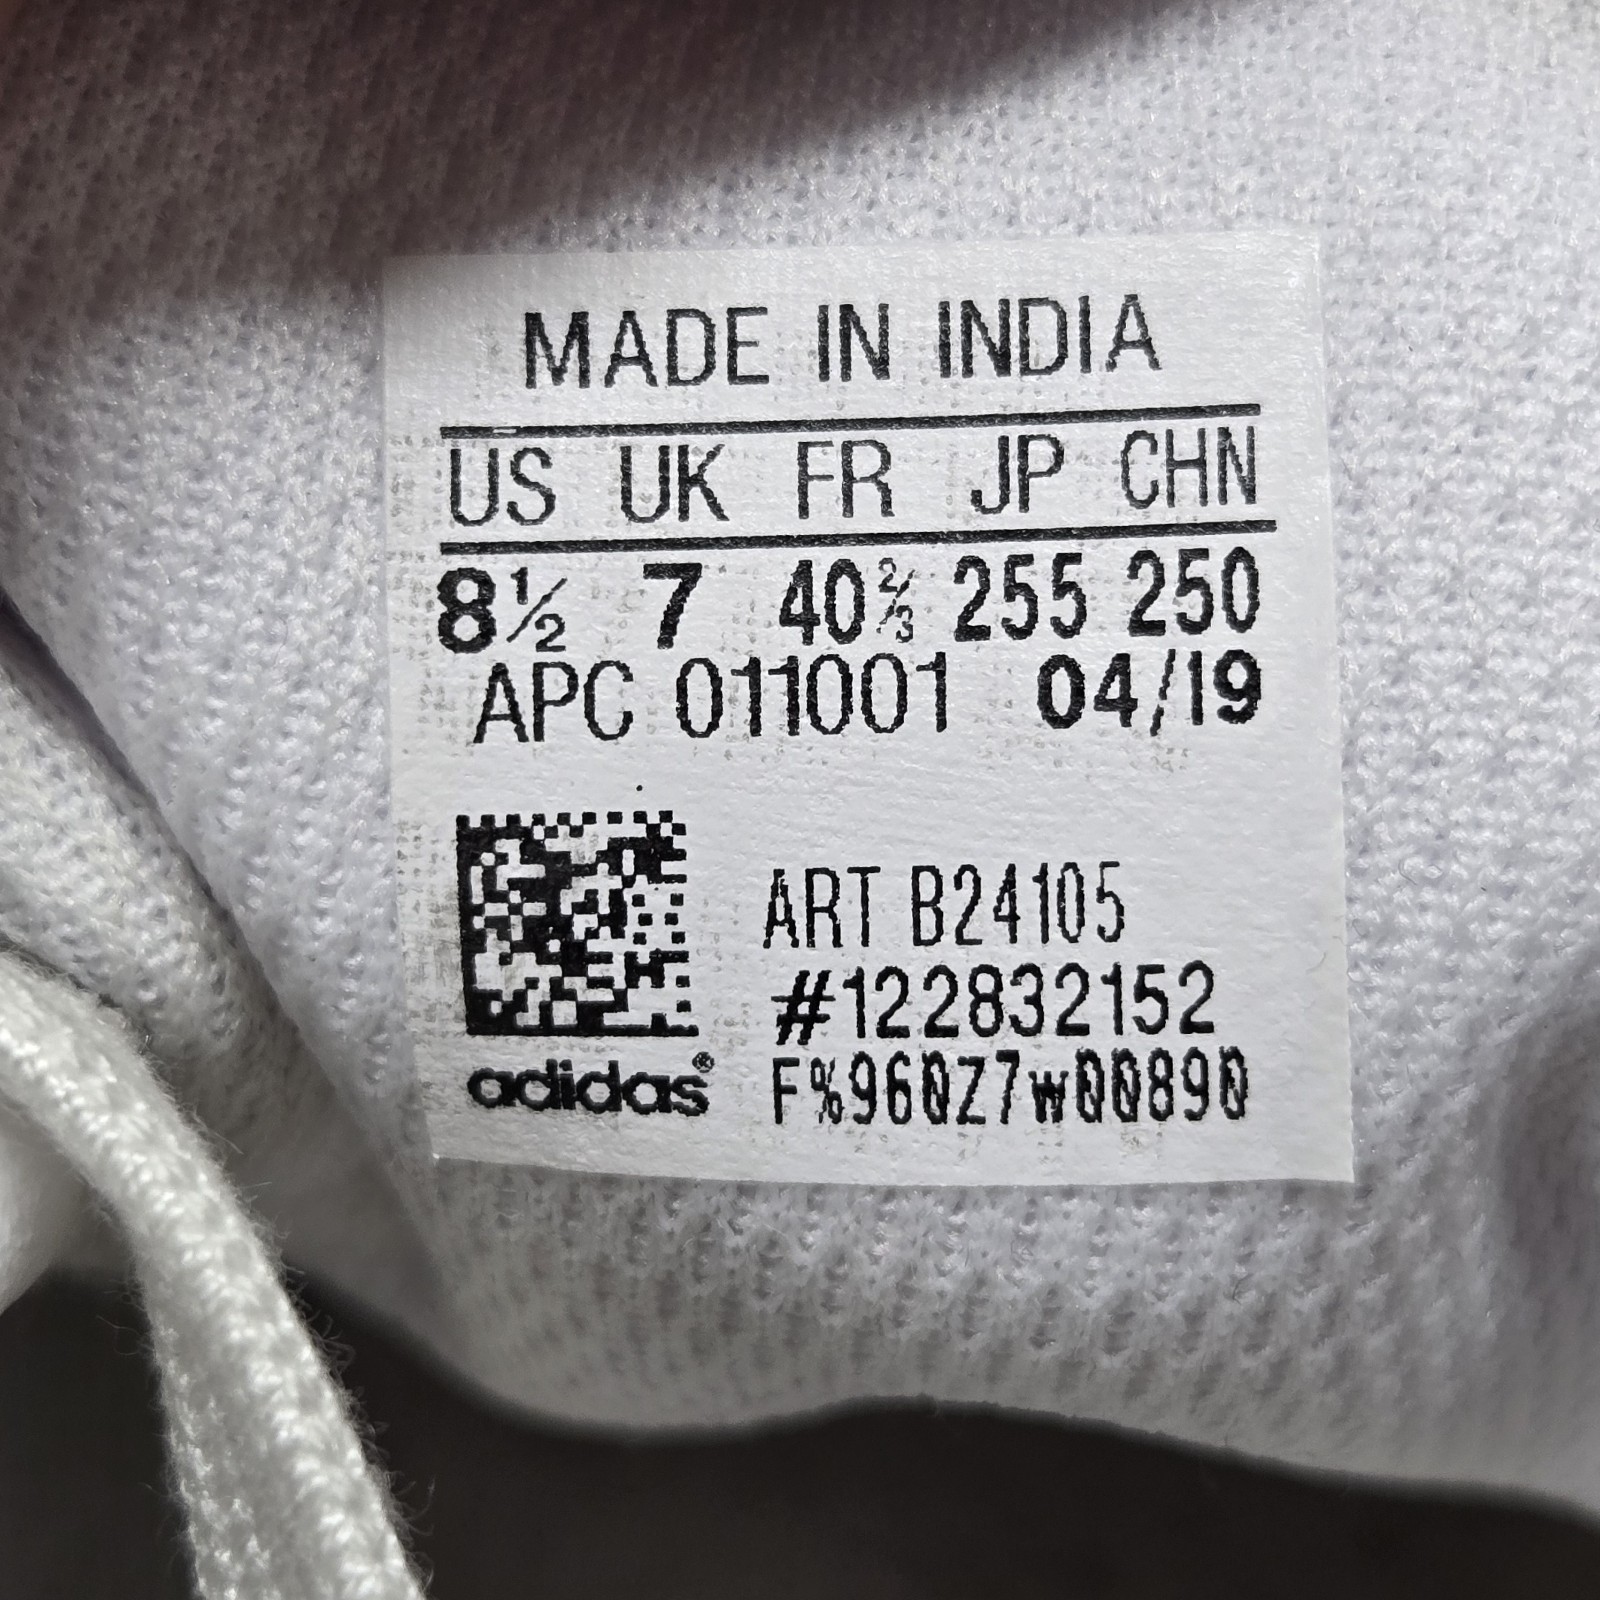 MADE IN INDIA
US UK FR JP CHN
8½ 7 40⅔ 255 250
APC 011001 04/19
ART B24105
#122832152
adidas® F%960Z7w00890